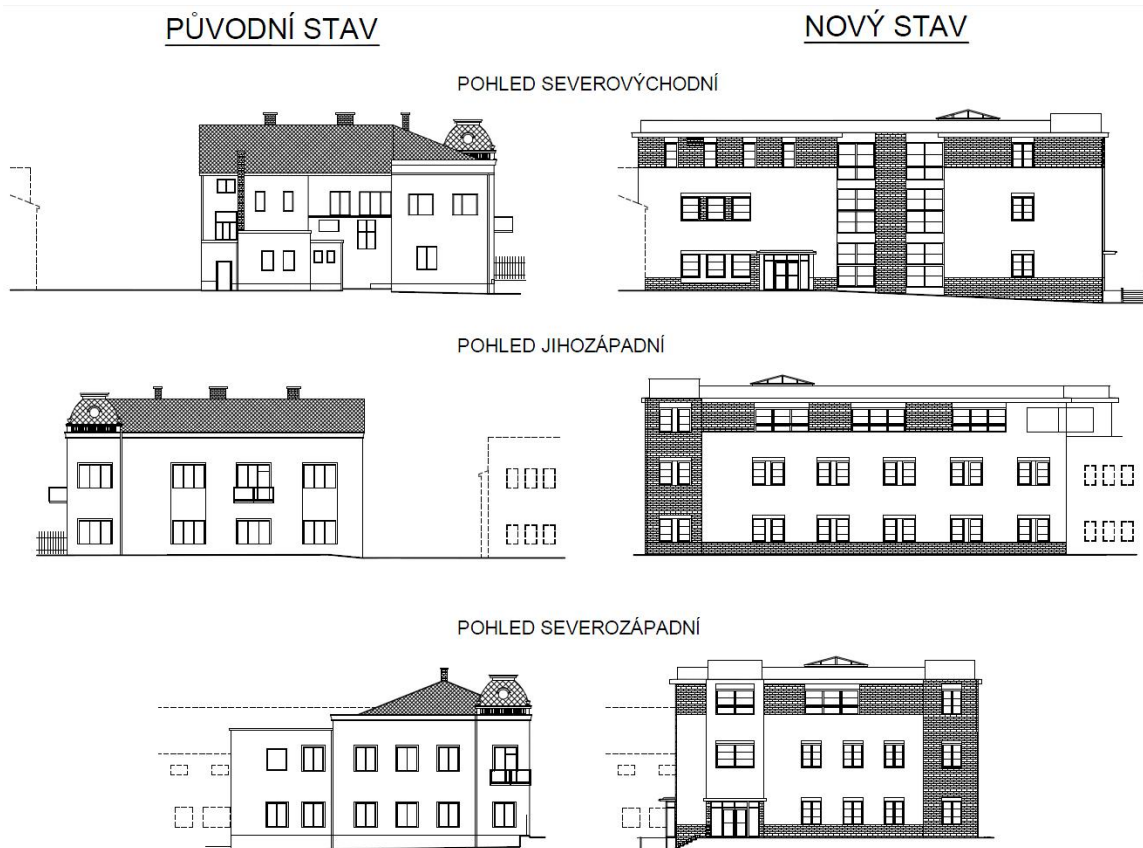 PŮVODNÍ STAV
NOVÝ STAV
POHLED SEVEROVÝCHODNÍ
POHLED JIHOZÁPADNÍ
POHLED SEVEROZÁPADNÍ